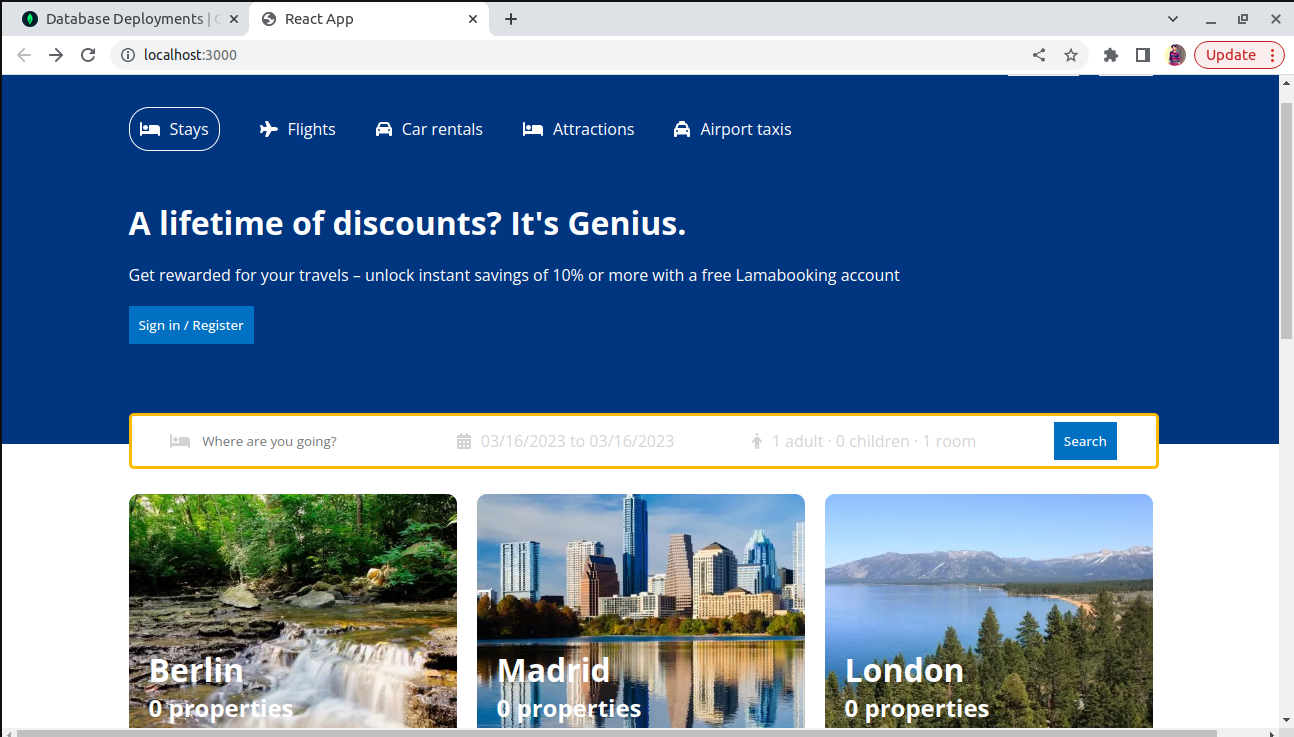 Database Deployments |
React App
localhost:3000
Update
Stays
Flights
Car rentals
Attractions
Airport taxis
A lifetime of discounts? It's Genius.
Get rewarded for your travels – unlock instant savings of 10% or more with a free Lamabooking account
Sign in / Register
Where are you going?
03/16/2023 to 03/16/2023
1 adult · 0 children · 1 room
Search
Berlin
0 properties
Madrid
0 properties
London
0 properties